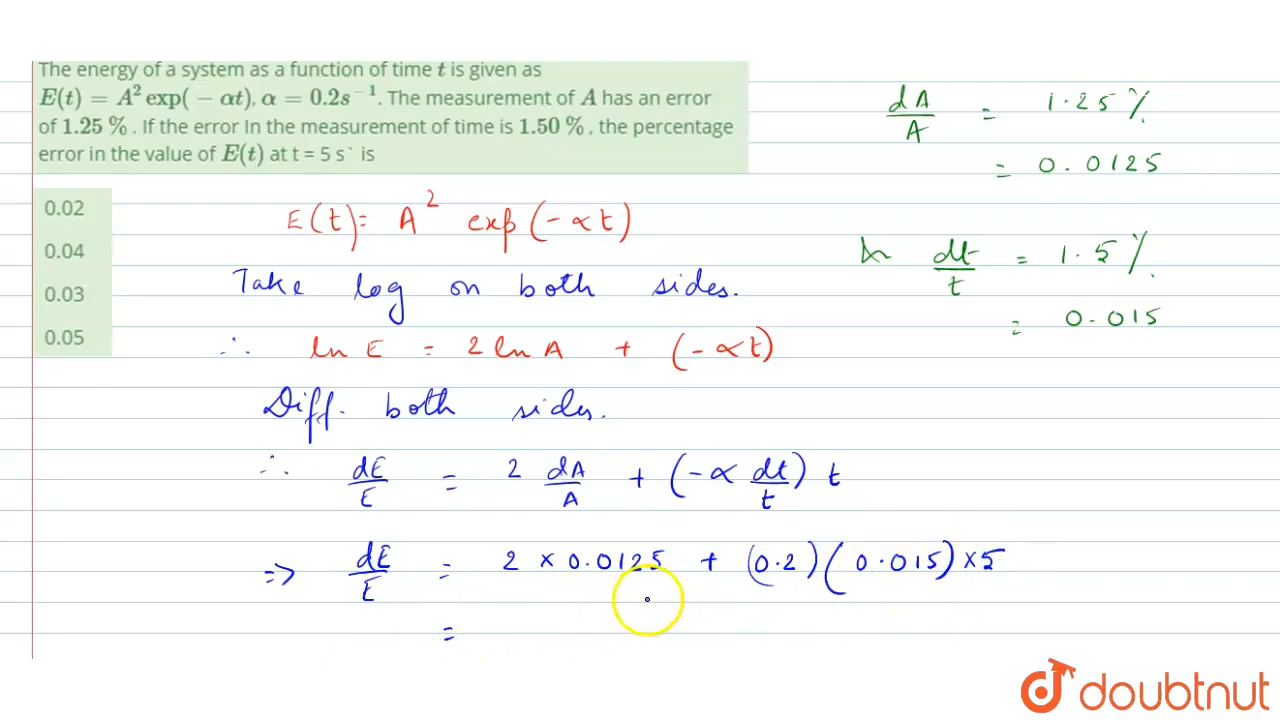 The energy of a system as a function of time t is given as
E(t) = A² exp(− αt), α = 0.2s⁻¹. The measurement of A has an error
of 1.25 % . If the error In the measurement of time is 1.50 % , the percentage
error in the value of E(t) at t = 5 s` is
0.02
0.04
0.03
0.05
E(t)= A² exp(-αt)
Take log on both sides.
∴ ln E = 2 ln A + (-αt)
Diff. both sides.
∴ dE/E = 2 dA/A + (-α dt/t) t
=> dE/E = 2 × 0.0125 + (0.2)(0.015)×5
=
dA/A = 1.25 %
= 0.0125
dt/t = 1.5 %
= 0.015
doubtnut